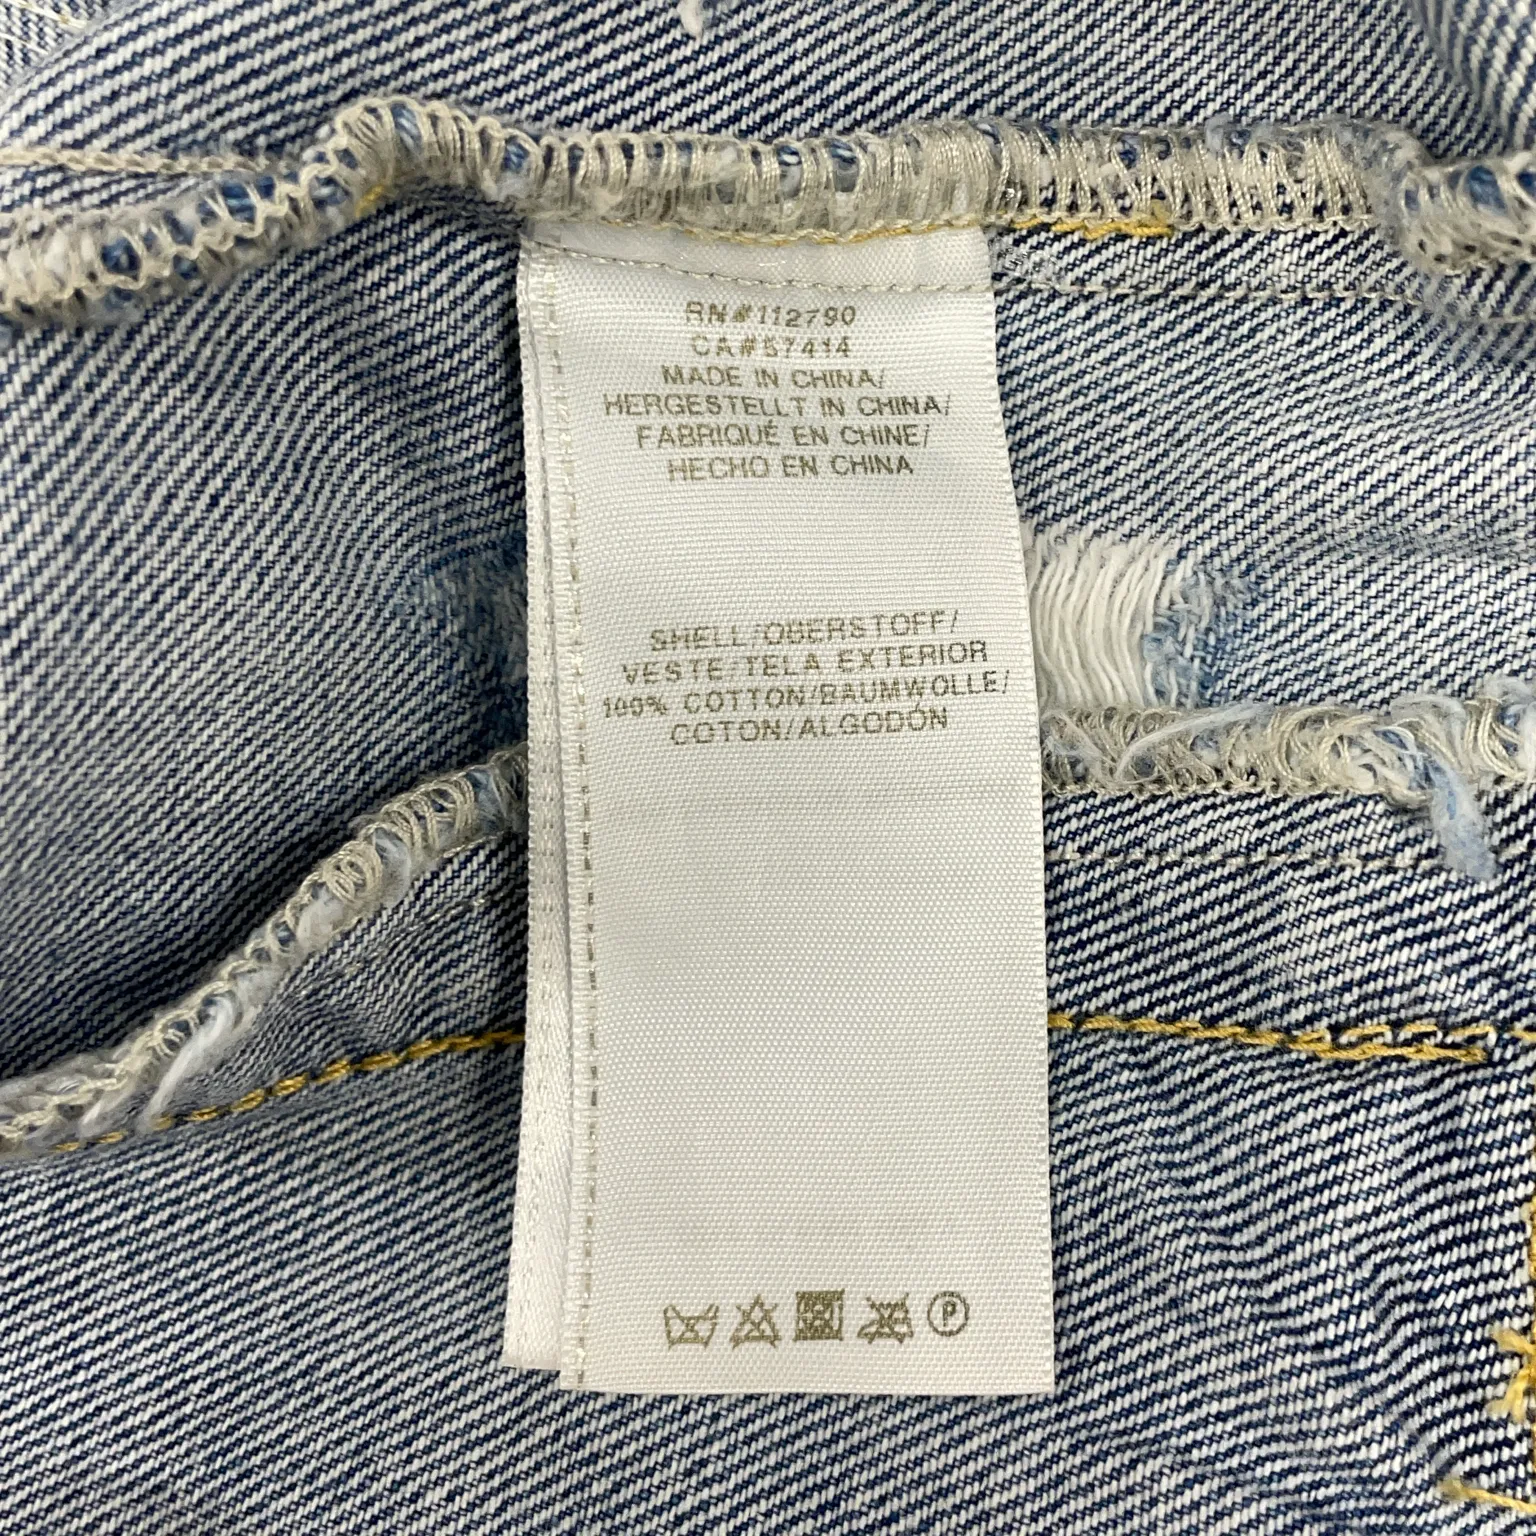 RN#112790
CA#57414
MADE IN CHINA/
HERGESTELLT IN CHINA/
FABRIQUÉ EN CHINE/
HECHO EN CHINA
SHELL/OBERSTOFF/
VESTE/TELA EXTERIOR
100% COTTON/BAUMWOLLE/
COTON/ALGODÓN
P